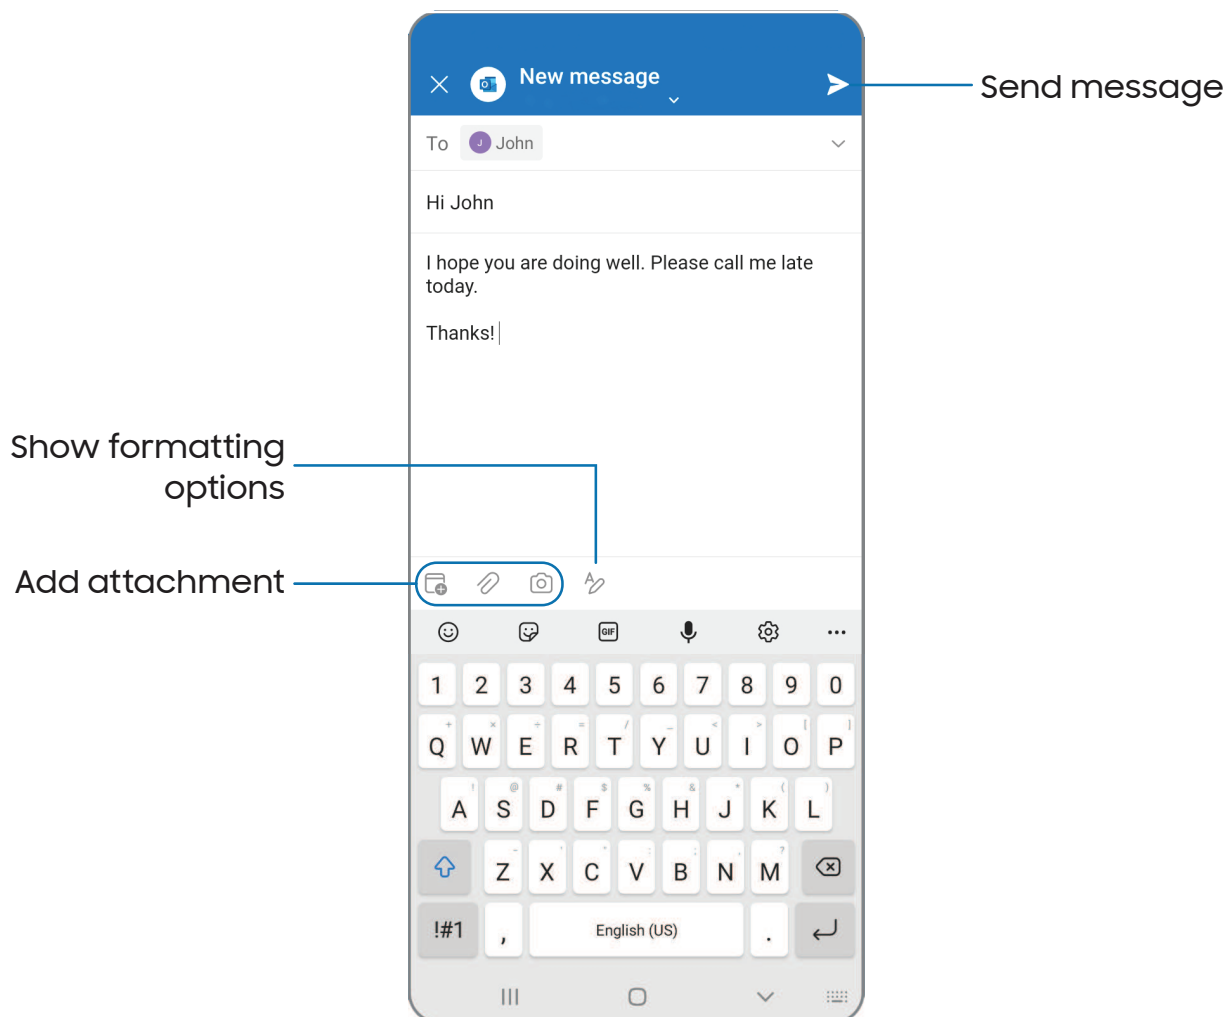 New message
Send message
To
J
John
Hi John
I hope you are doing well. Please call me late
today.
Thanks!
Show formatting
options
Add attachment
GIF
1 2 3 4 5 6 7 8 9 0
+ × ÷ = / _ < > [ ]
Q W E R T Y U I O P
! @ # $ % & * ( )
A S D F G H J K L
- ' " : ; , ?
Z X C V B N M
!#1 , English (US) .